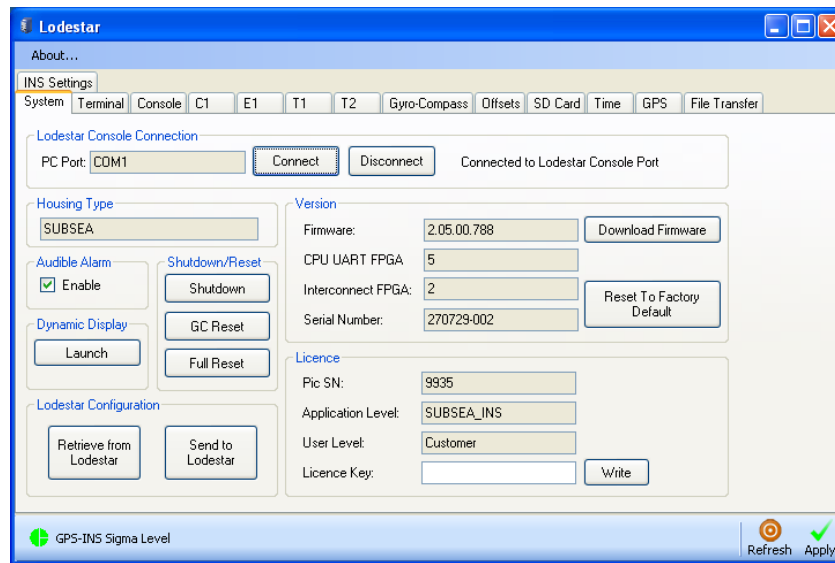 Lodestar
About...
INS Settings
System Terminal Console C1 E1 T1 T2 Gyro-Compass Offsets SD Card Time GPS File Transfer
Lodestar Console Connection
PC Port: COM1 Connect Disconnect Connected to Lodestar Console Port
Housing Type
SUBSEA
Audible Alarm
Enable
Shutdown/Reset
Shutdown
GC Reset
Full Reset
Dynamic Display
Launch
Lodestar Configuration
Retrieve from
Lodestar
Send to
Lodestar
Version
Firmware: 2.05.00.788 Download Firmware
CPU UART FPGA 5
Interconnect FPGA: 2
Serial Number: 270729-002
Reset To Factory
Default
Licence
Pic SN: 9935
Application Level: SUBSEA_INS
User Level: Customer
Licence Key: Write
GPS-INS Sigma Level
Refresh Apply